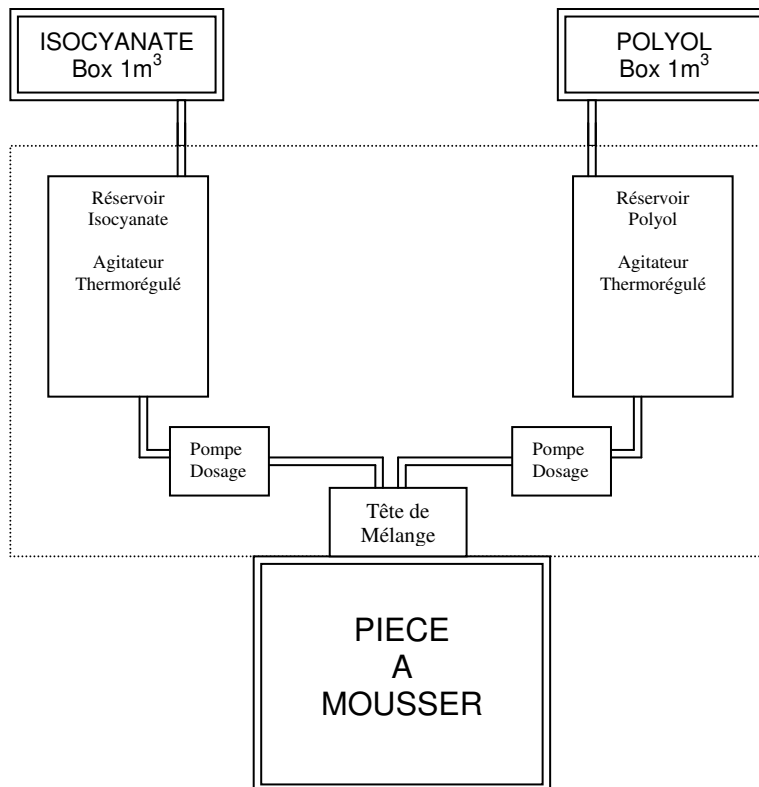 ISOCYANATE
Box 1m³
POLYOL
Box 1m³
Réservoir
Isocyanate
Agitateur
Thermorégulé
Réservoir
Polyol
Agitateur
Thermorégulé
Pompe
Dosage
Pompe
Dosage
Tête de
Mélange
PIECE
A
MOUSSER